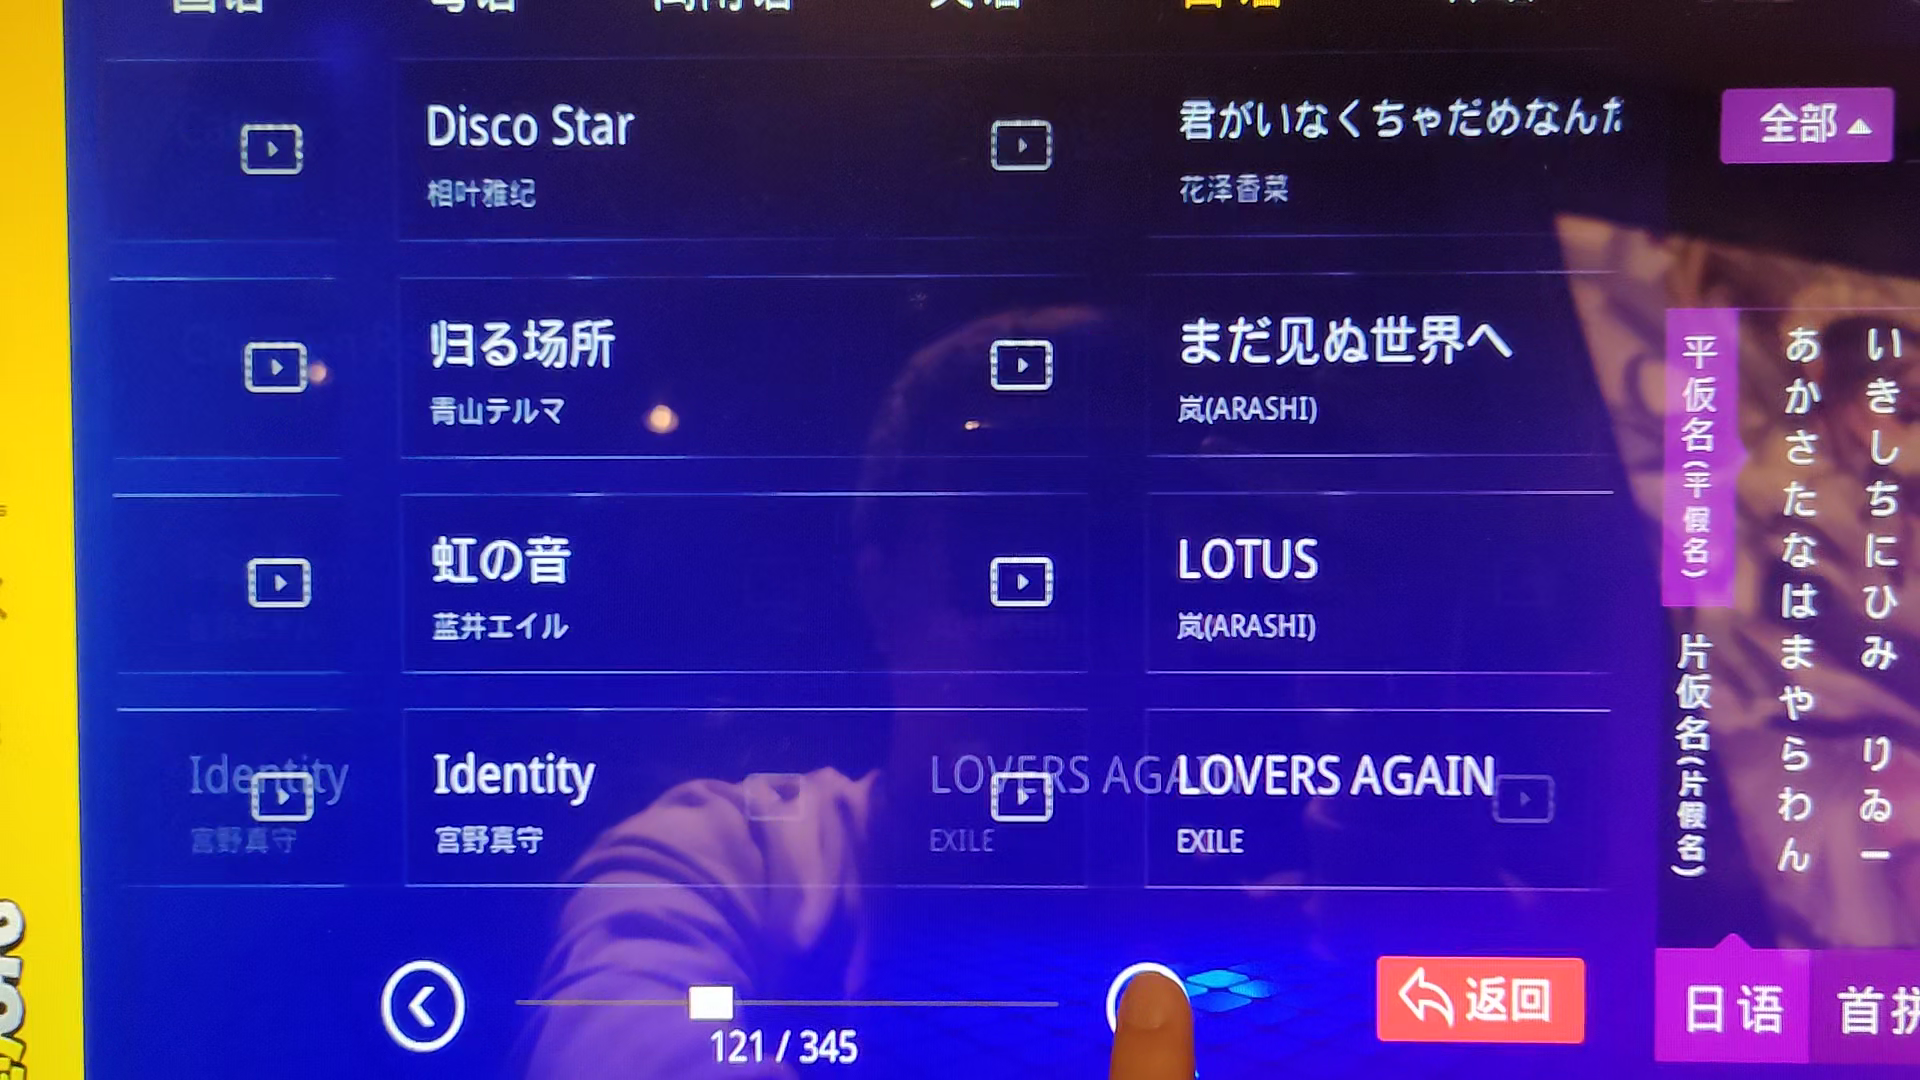 Disco Star
相叶雅纪
君がいなくちゃだめなんだ
花泽香菜
全部
归る场所
青山テルマ
まだ见ぬ世界へ
岚(ARASHI)
虹の音
蓝井エイル
LOTUS
岚(ARASHI)
Identity
宫野真守
Identity
宫野真守
LOVERS AGAIN
EXILE
LOVERS AGAIN
EXILE
平仮名(平假名)
片仮名(片假名)
あかさたなはまやらわん
いきしちにひみ りゐー
121 / 345
返回
日语
首拼